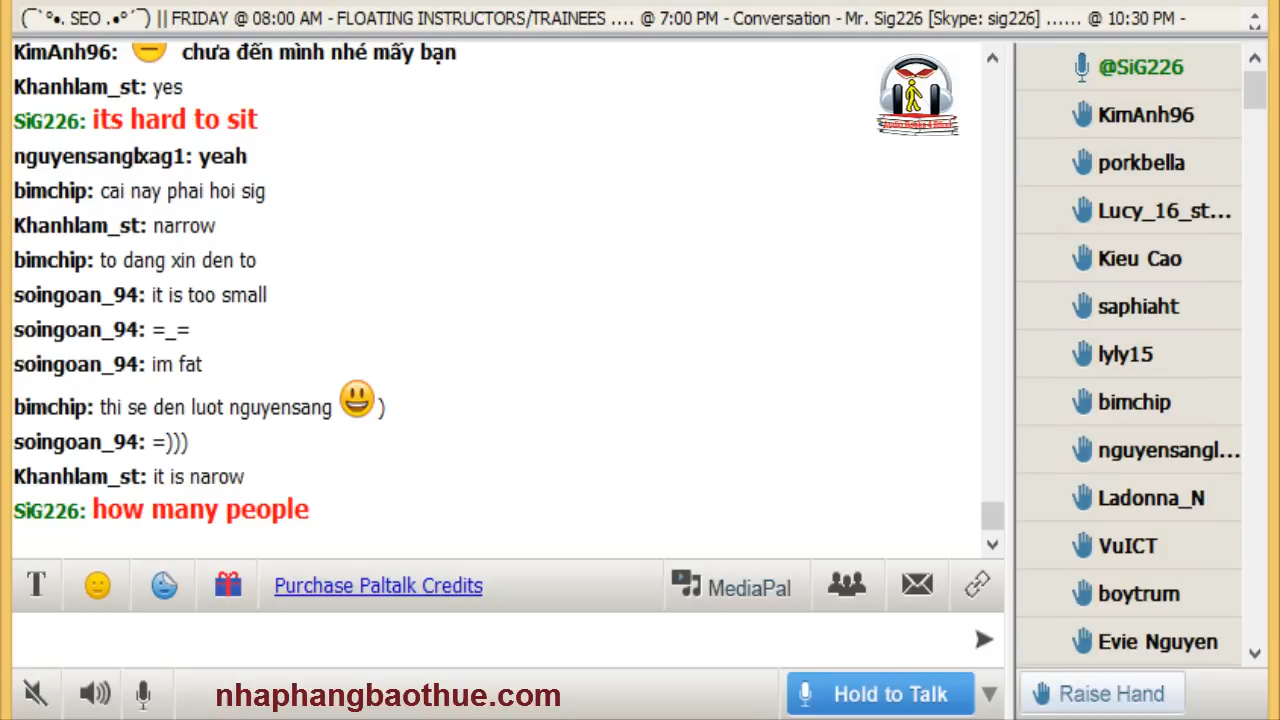 (¯`°•. SEO .•°´¯) || FRIDAY @ 08:00 AM - FLOATING INSTRUCTORS/TRAINEES .... @ 7:00 PM - Conversation - Mr. Sig226 [Skype: sig226] ...... @ 10:30 PM -
KimAnh96: chưa đến mình nhé mấy bạn
Khanhlam_st: yes
SiG226: its hard to sit
nguyensanglxag1: yeah
bimchip: cai nay phai hoi sig
Khanhlam_st: narrow
bimchip: to dang xin den to
soingoan_94: it is too small
soingoan_94: =_=
soingoan_94: im fat
bimchip: thi se den luot nguyensang )
soingoan_94: =)))
Khanhlam_st: it is narow
SiG226: how many people
@SiG226
KimAnh96
porkbella
Lucy_16_st...
Kieu Cao
saphiaht
lyly15
bimchip
nguyensangl...
Ladonna_N
VuICT
boytrum
Evie Nguyen
T
Purchase Paltalk Credits
MediaPal
nhaphangbaothue.com
Hold to Talk
Raise Hand